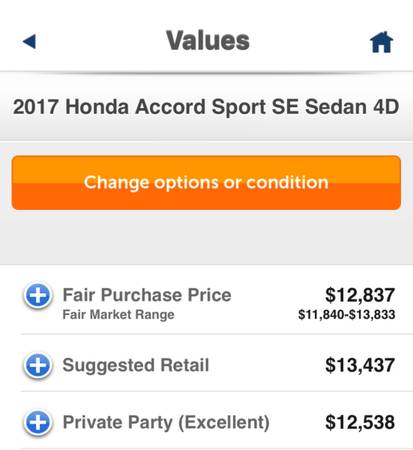 Values
2017 Honda Accord Sport SE Sedan 4D
Change options or condition
Fair Purchase Price $12,837
Fair Market Range $11,840-$13,833
Suggested Retail $13,437
Private Party (Excellent) $12,538